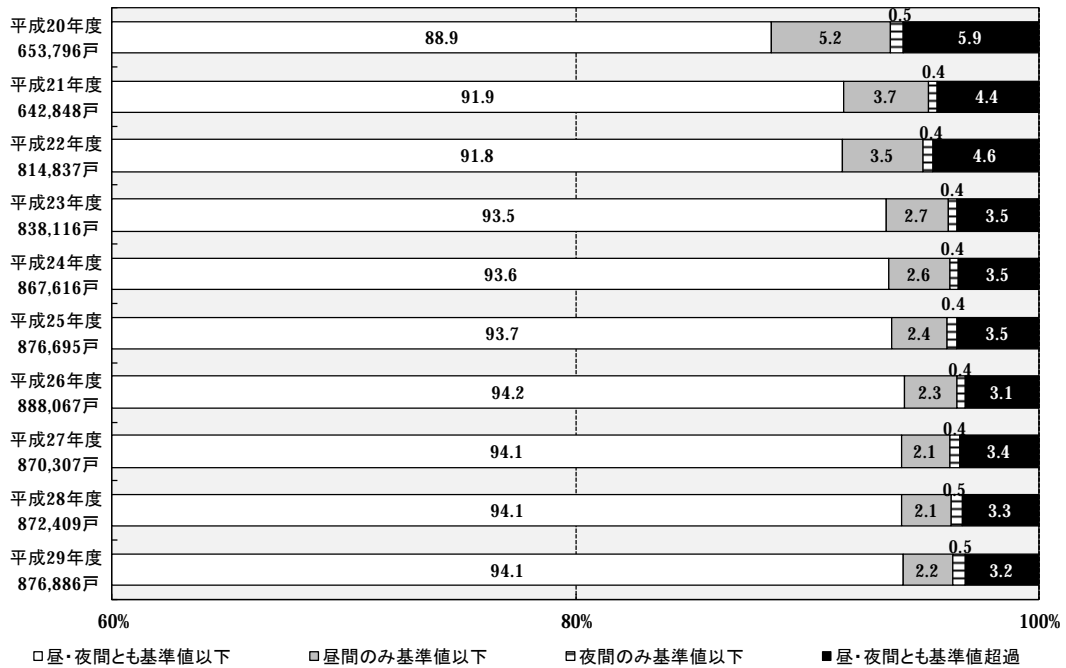 平成20年度
653,796戸
88.9
5.2
0.5
5.9
平成21年度
642,848戸
91.9
3.7
0.4
4.4
平成22年度
814,837戸
91.8
3.5
0.4
4.6
平成23年度
838,116戸
93.5
2.7
0.4
3.5
平成24年度
867,616戸
93.6
2.6
0.4
3.5
平成25年度
876,695戸
93.7
2.4
0.4
3.5
平成26年度
888,067戸
94.2
2.3
0.4
3.1
平成27年度
870,307戸
94.1
2.1
0.4
3.4
平成28年度
872,409戸
94.1
2.1
0.5
3.3
平成29年度
876,886戸
94.1
2.2
0.5
3.2
60% 80% 100%
昼・夜間とも基準値以下 昼間のみ基準値以下 夜間のみ基準値以下 昼・夜間とも基準値超過